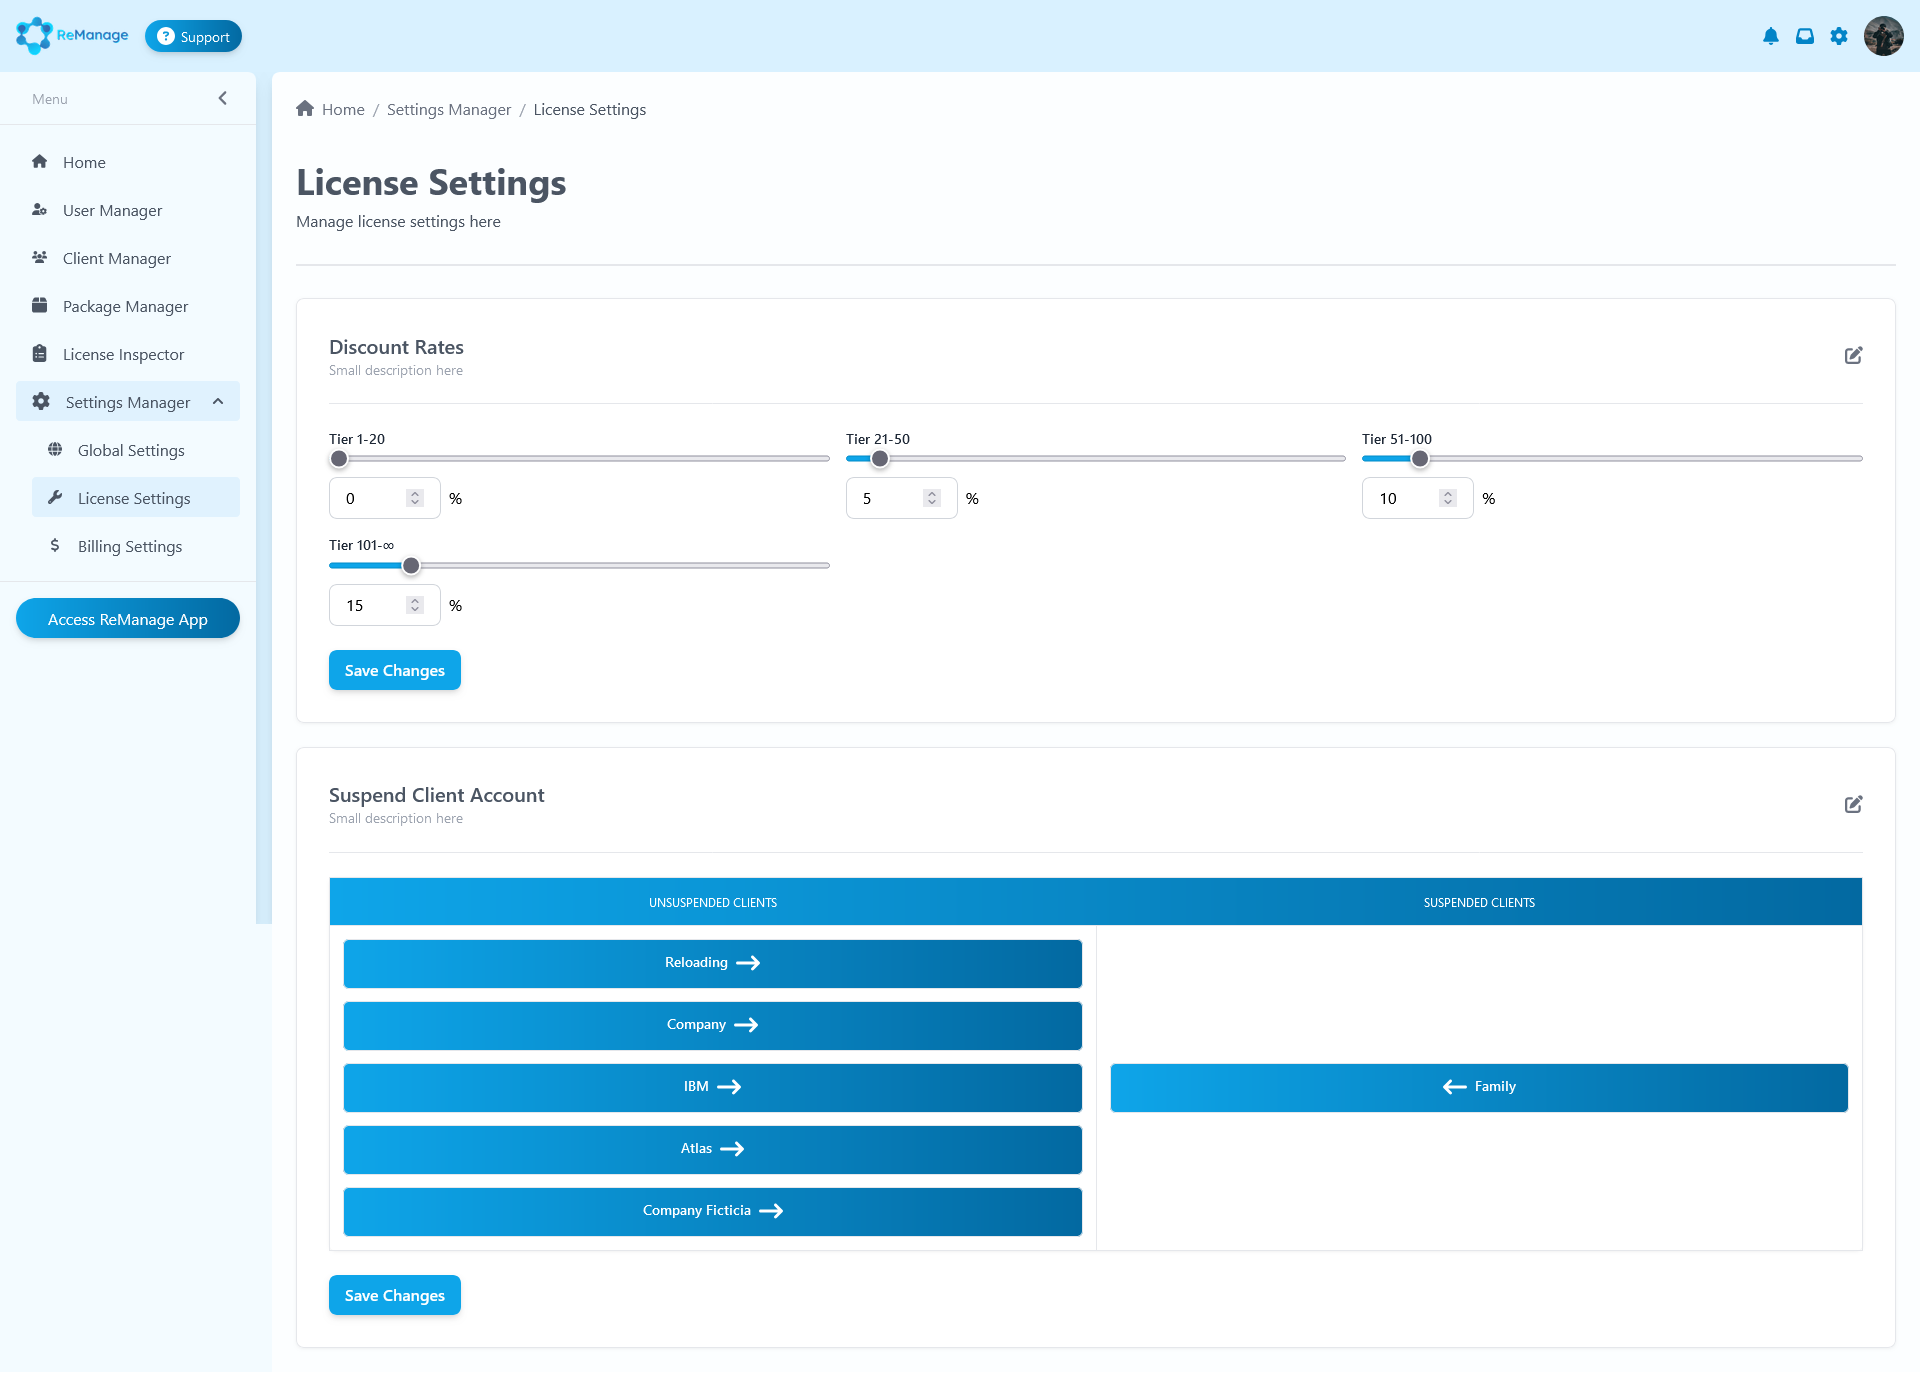 ReManage
? Support
Menu
Home
User Manager
Client Manager
Package Manager
License Inspector
Settings Manager
Global Settings
License Settings
$ Billing Settings
Access ReManage App
Home / Settings Manager / License Settings
License Settings
Manage license settings here
Discount Rates
Small description here
Tier 1-20
0 %
Tier 21-50
5 %
Tier 51-100
10 %
Tier 101-∞
15 %
Save Changes
Suspend Client Account
Small description here
UNSUSPENDED CLIENTS
SUSPENDED CLIENTS
Reloading →
Company →
IBM →
Atlas →
Company Ficticia →
← Family
Save Changes